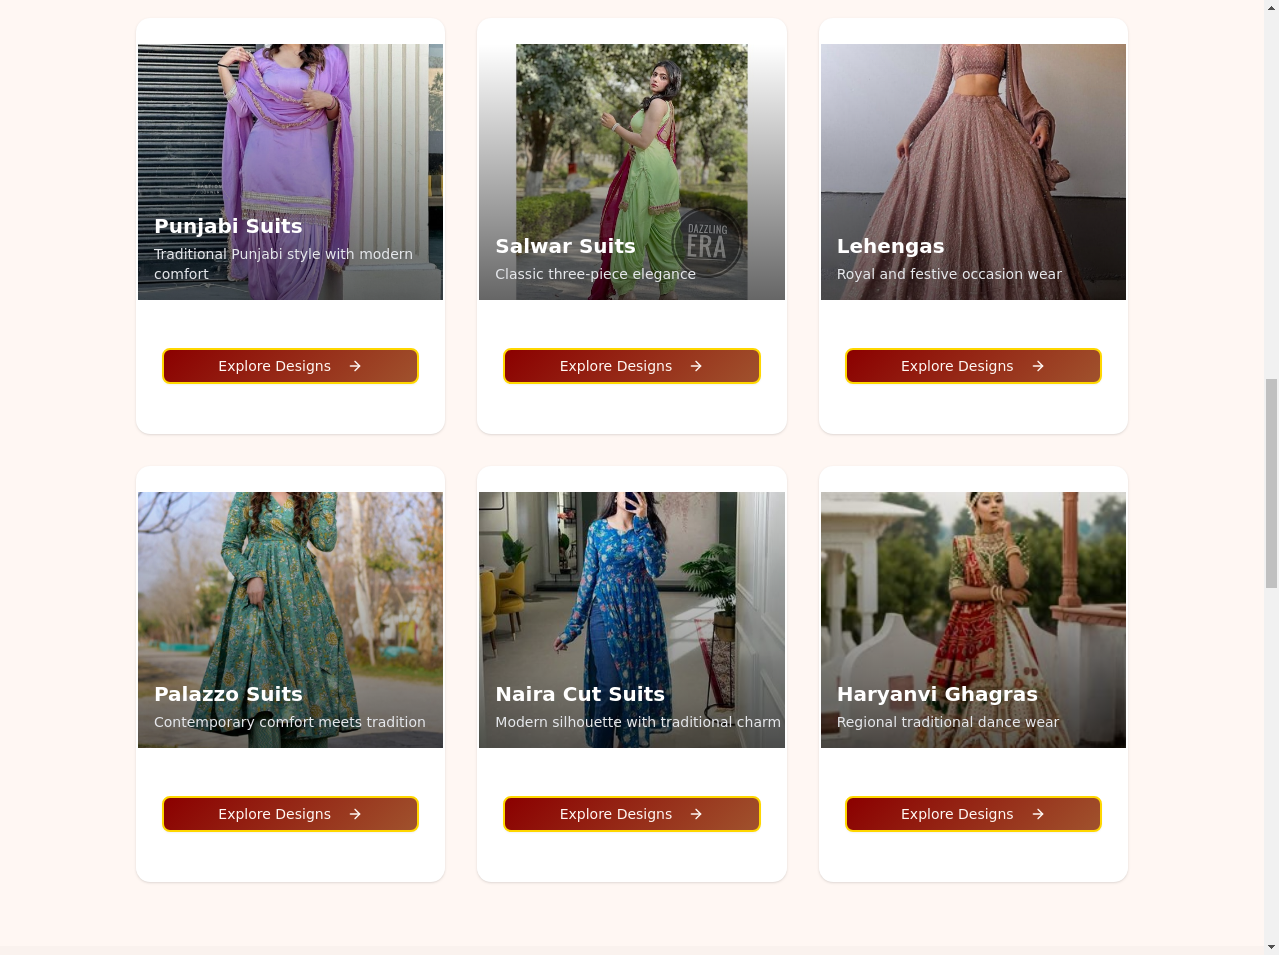 Punjabi Suits
Traditional Punjabi style with modern
comfort
Salwar Suits
Classic three-piece elegance
DAZZLING
ERA
Lehengas
Royal and festive occasion wear
Explore Designs
Explore Designs
Explore Designs
Palazzo Suits
Contemporary comfort meets tradition
Naira Cut Suits
Modern silhouette with traditional charm
Haryanvi Ghagras
Regional traditional dance wear
Explore Designs
Explore Designs
Explore Designs